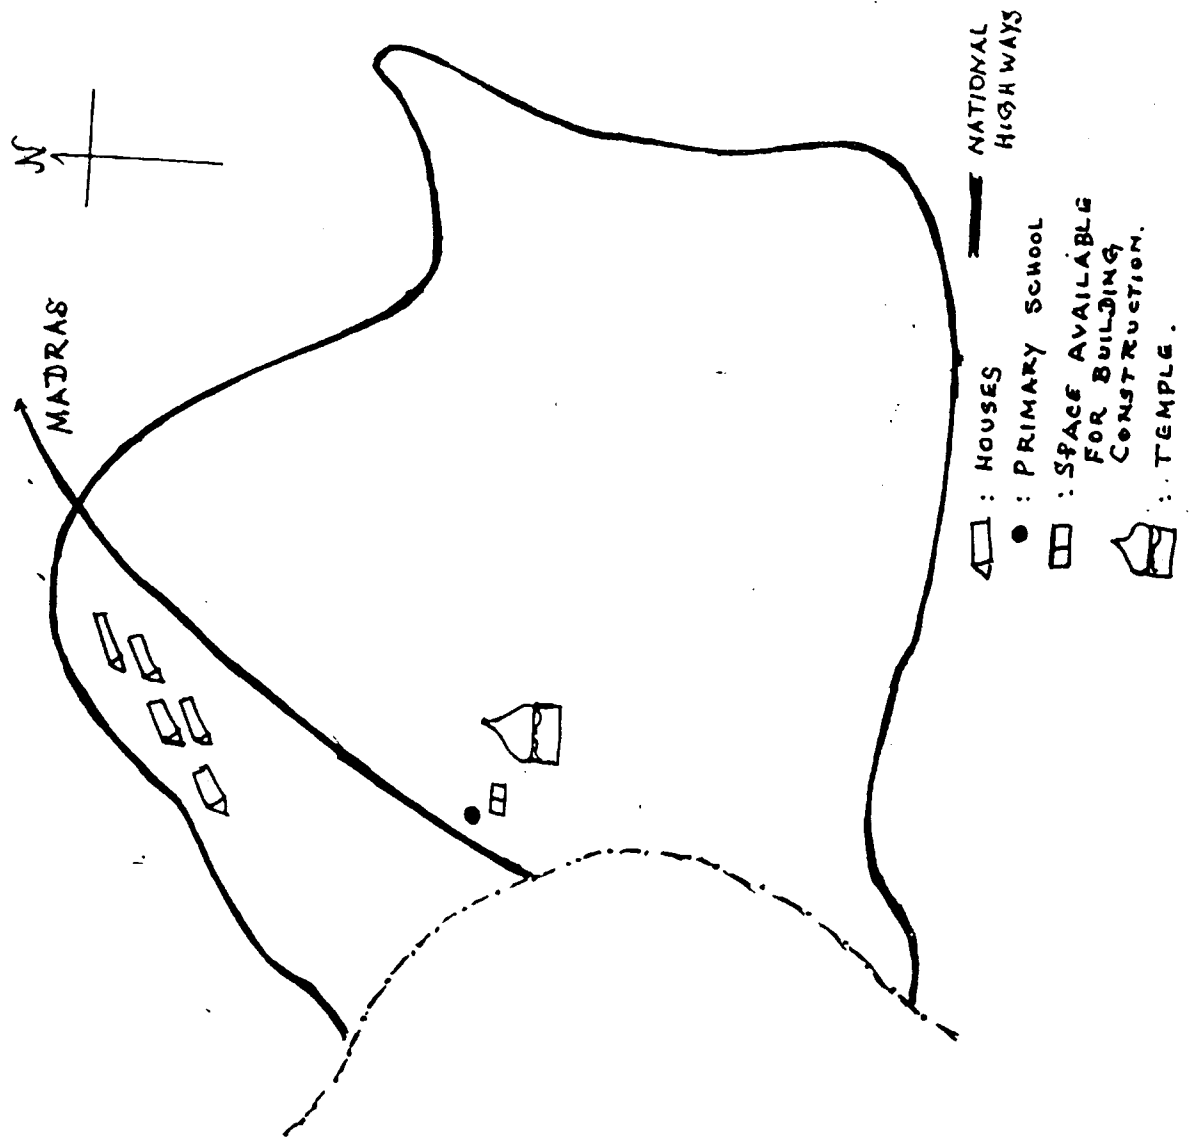 N
MADRAS
NATIONAL
HIGHWAYS
: HOUSES
: PRIMARY SCHOOL
: SPACE AVAILABLE
FOR BUILDING
CONSTRUCTION.
: TEMPLE.